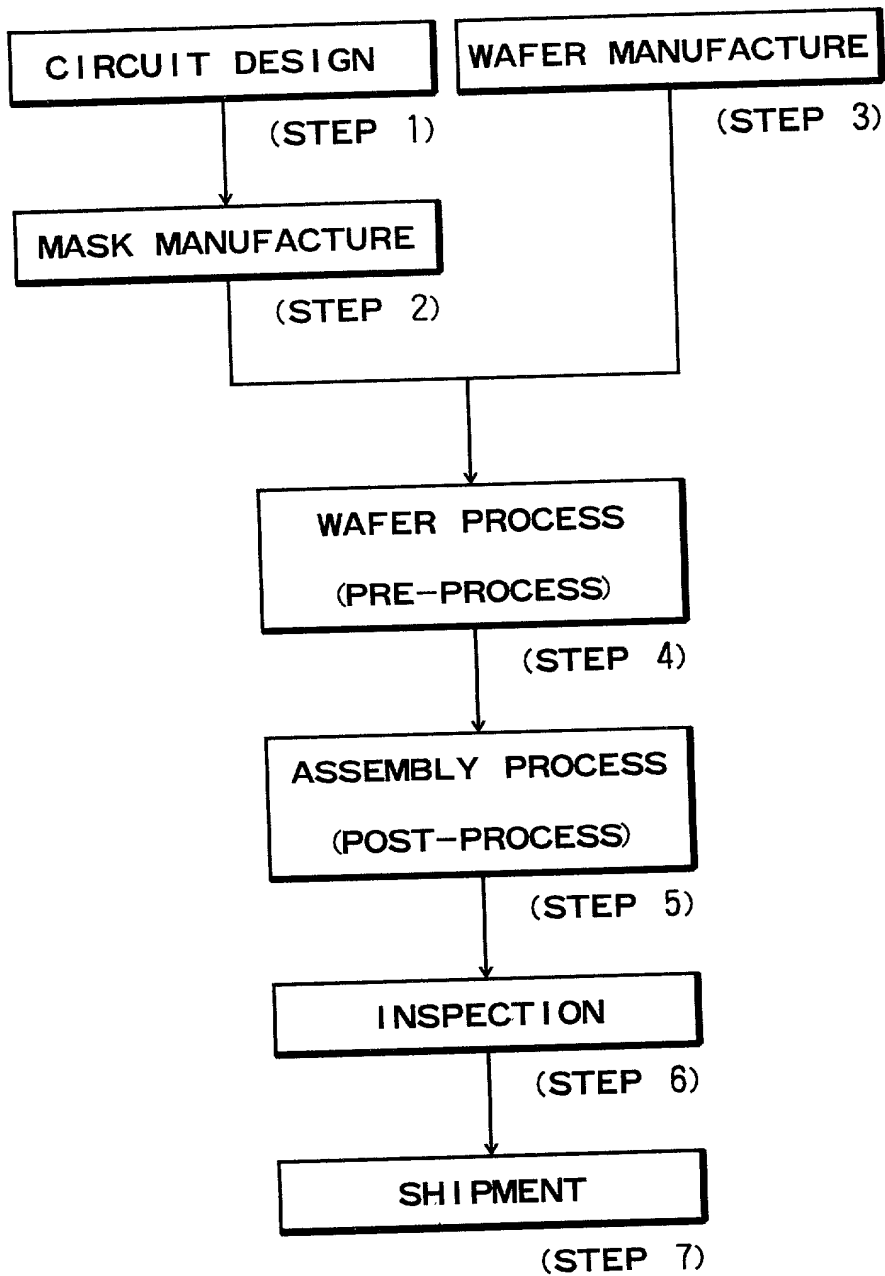 CIRCUIT DESIGN
(STEP 1)
WAFER MANUFACTURE
(STEP 3)
MASK MANUFACTURE
(STEP 2)
WAFER PROCESS
(PRE-PROCESS)
(STEP 4)
ASSEMBLY PROCESS
(POST-PROCESS)
(STEP 5)
INSPECTION
(STEP 6)
SHIPMENT
(STEP 7)